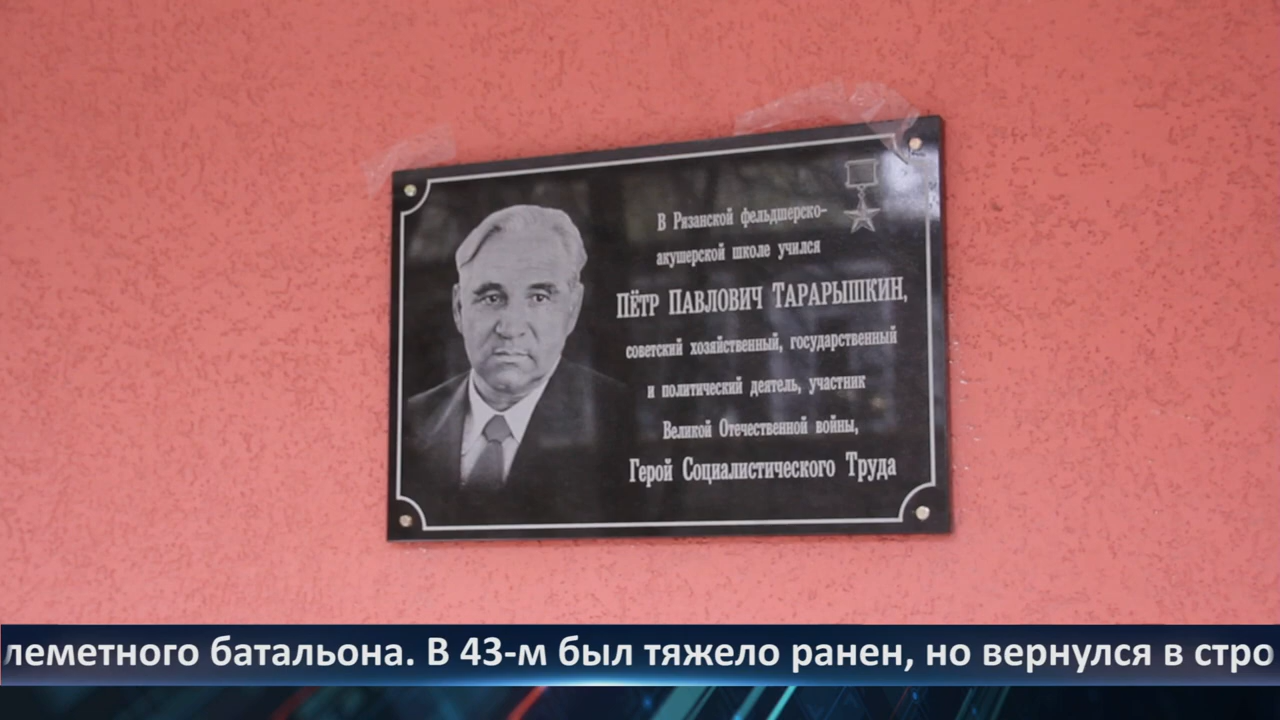 В Рязанской фельдшерско-
акушерской школе учился
ПЁТР ПАВЛОВИЧ ТАРАРЫШКИН,
советский хозяйственный, государственный
и политический деятель, участник
Великой Отечественной войны,
Герой Социалистического Труда
леметного батальона. В 43-м был тяжело ранен, но вернулся в стро